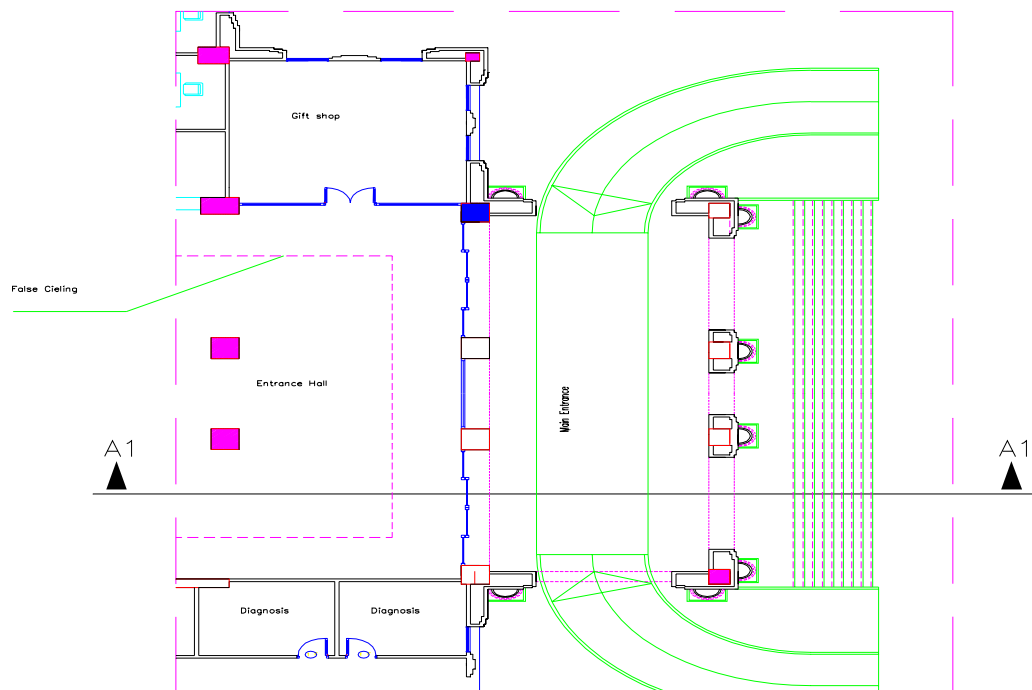 Gift shop
False Cieling
Entrance Hall
Main Entrance
A1
A1
Diagnosis
Diagnosis